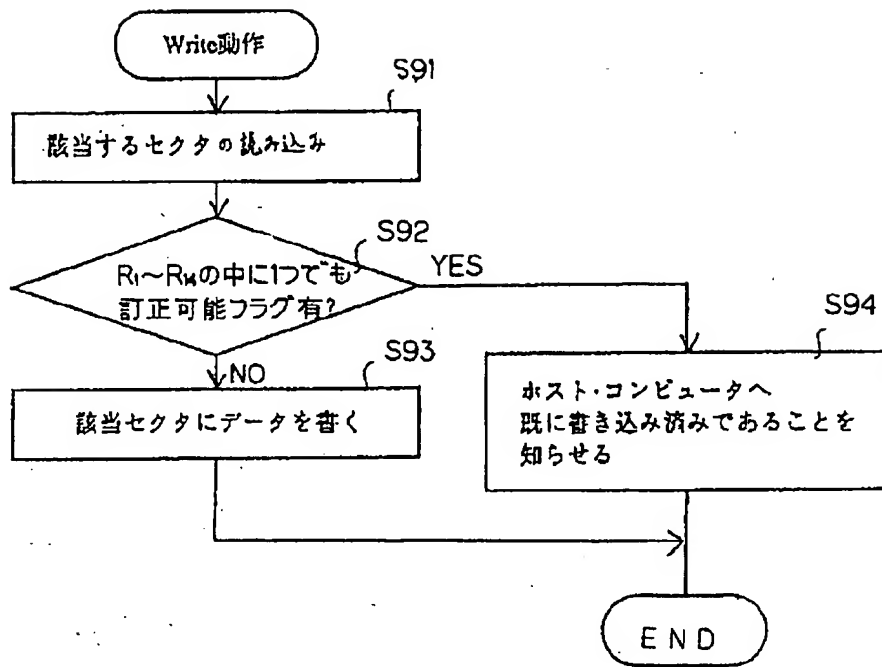 Write動作
S91
該当するセクタの読み込み
S92
R₁～R₁₆の中に1つでも
訂正可能フラグ有?
YES
NO
S93
該当セクタにデータを書く
S94
ホスト・コンピュータへ
既に書き込み済みであることを
知らせる
END